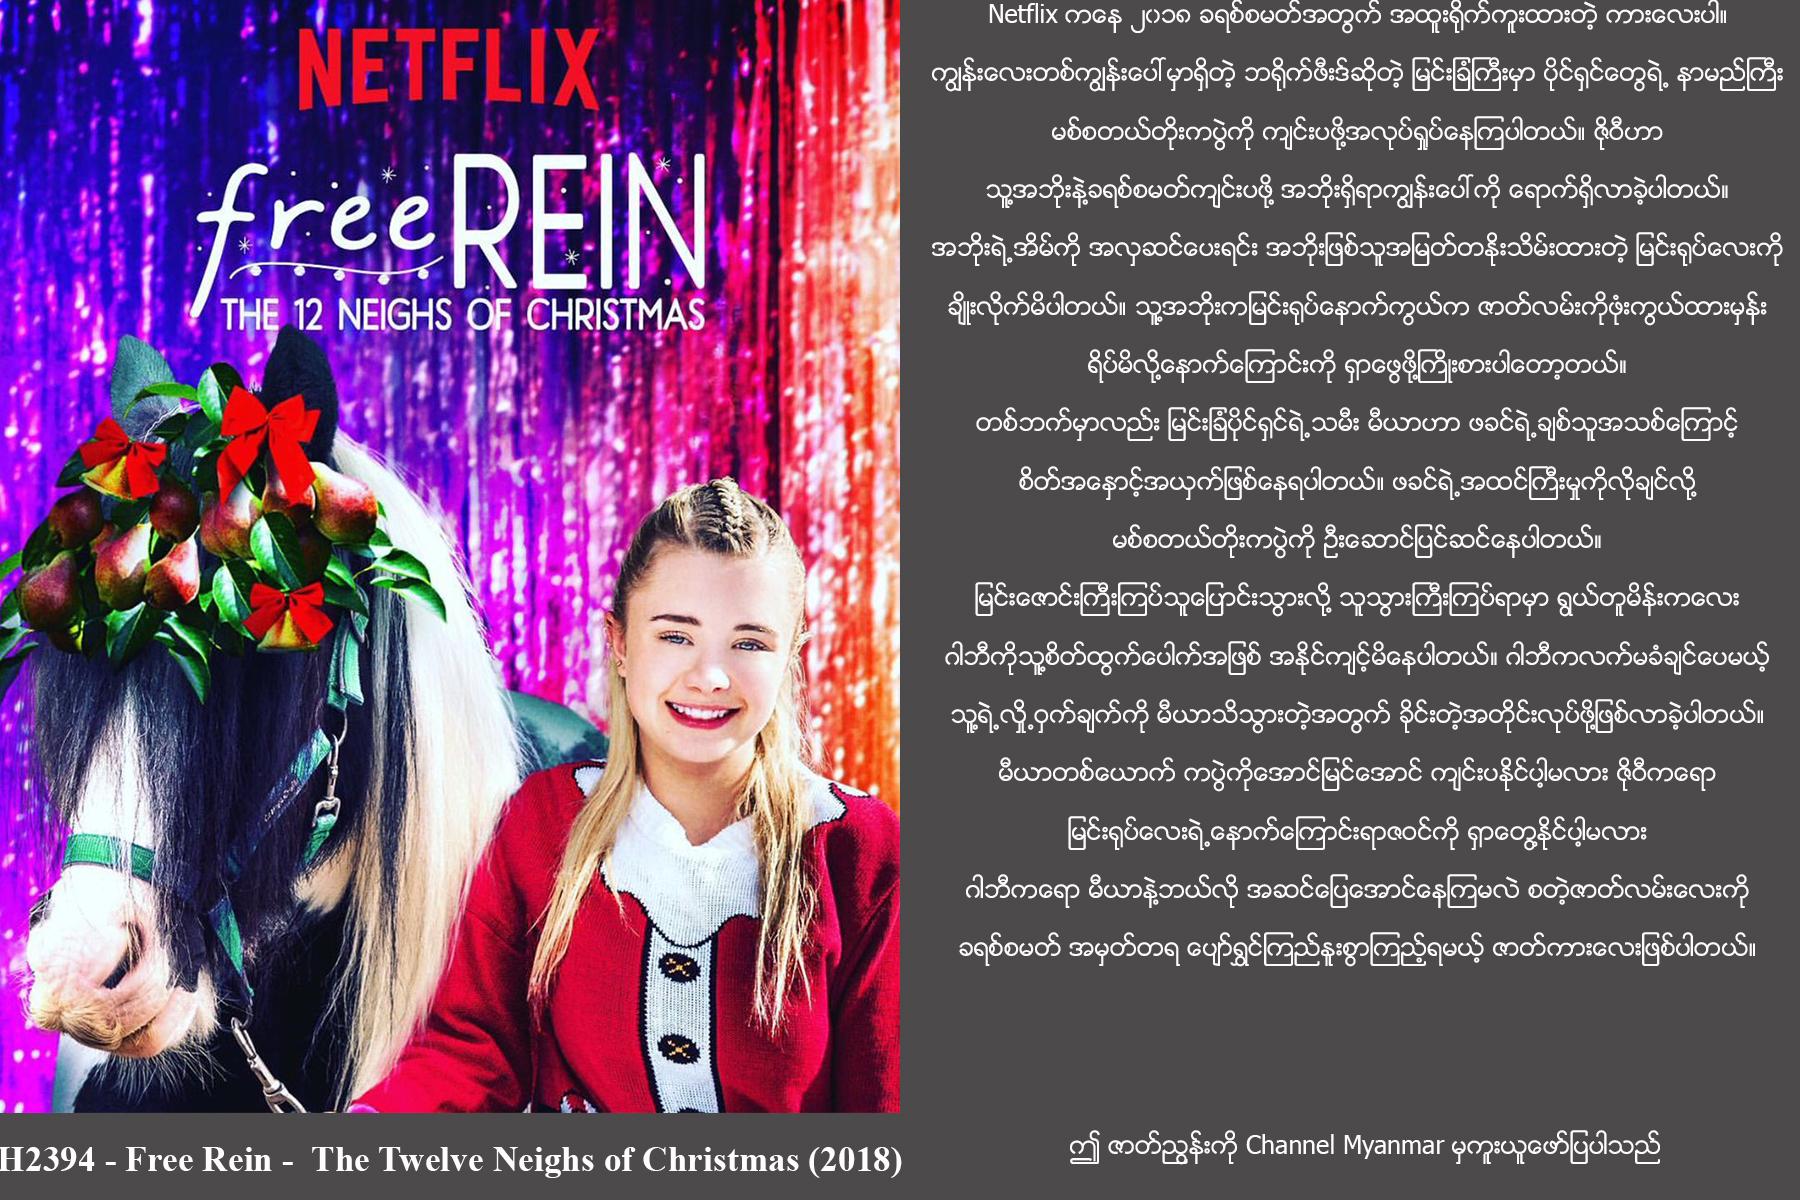 NETFLIX
free REIN
THE 12 NEIGHS OF CHRISTMAS
H2394 - Free Rein -  The Twelve Neighs of Christmas (2018)
Netflix ကနေ ၂၀၁၈ ခရစ်စမတ်အတွက် အထူးရိုက်ကူးထားတဲ့ ကားလေးပါ။
ကျွန်းလေးတစ်ကျွန်းပေါ်မှာရှိတဲ့ ဘရိုက်ဖီးဒ်ဆိုတဲ့ မြင်းခြံကြီးမှာ ပိုင်ရှင်တွေရဲ့ နာမည်ကြီး
မစ်စတယ်တိုးကပွဲကို ကျင်းပဖို့အလုပ်ရှုပ်နေကြပါတယ်။ ဇိုဝီဟာ
သူ့အဘိုးနဲ့ခရစ်စမတ်ကျင်းပဖို့ အဘိုးရှိရာကျွန်းပေါ်ကို ရောက်ရှိလာခဲ့ပါတယ်။
အဘိုးရဲ့အိမ်ကို အလှဆင်ပေးရင်း အဘိုးဖြစ်သူအမြတ်တနိုးသိမ်းထားတဲ့ မြင်းရုပ်လေးကို
ချိုးလိုက်မိပါတယ်။ သူ့အဘိုးကမြင်းရုပ်နောက်ကွယ်က ဇာတ်လမ်းကိုဖုံးကွယ်ထားမှန်း
ရိပ်မိလို့နောက်ကြောင်းကို ရှာဖွေဖို့ကြိုးစားပါတော့တယ်။
တစ်ဘက်မှာလည်း မြင်းခြံပိုင်ရှင်ရဲ့သမီး မီယာဟာ ဖခင်ရဲ့ချစ်သူအသစ်ကြောင့်
စိတ်အနှောင့်အယှက်ဖြစ်နေရပါတယ်။ ဖခင်ရဲ့အထင်ကြီးမှုကိုလိုချင်လို့
မစ်စတယ်တိုးကပွဲကို ဦးဆောင်ပြင်ဆင်နေပါတယ်။
မြင်းဇောင်းကြီးကြပ်သူပြောင်းသွားလို့ သူသွားကြီးကြပ်ရာမှာ ရွယ်တူမိန်းကလေး
ဂါဘီကိုသူ့စိတ်ထွက်ပေါက်အဖြစ် အနိုင်ကျင့်မိနေပါတယ်။ ဂါဘီကလက်မခံချင်ပေမယ့်
သူ့ရဲ့လှို့ဝှက်ချက်ကို မီယာသိသွားတဲ့အတွက် ခိုင်းတဲ့အတိုင်းလုပ်ဖို့ဖြစ်လာခဲ့ပါတယ်။
မီယာတစ်ယောက် ကပွဲကိုအောင်မြင်အောင် ကျင်းပနိုင်ပါ့မလား ဇိုဝီကရော
မြင်းရုပ်လေးရဲ့နောက်ကြောင်းရာဇဝင်ကို ရှာတွေ့နိုင်ပါ့မလား
ဂါဘီကရော မီယာနဲ့ဘယ်လို အဆင်ပြေအောင်နေကြမလဲ စတဲ့ဇာတ်လမ်းလေးကို
ခရစ်စမတ် အမှတ်တရ ပျော်ရွှင်ကြည်နူးစွာကြည့်ရမယ့် ဇာတ်ကားလေးဖြစ်ပါတယ်။
ဤ ဇာတ်ညွှန်းကို Channel Myanmar မှကူးယူဖော်ပြပါသည်